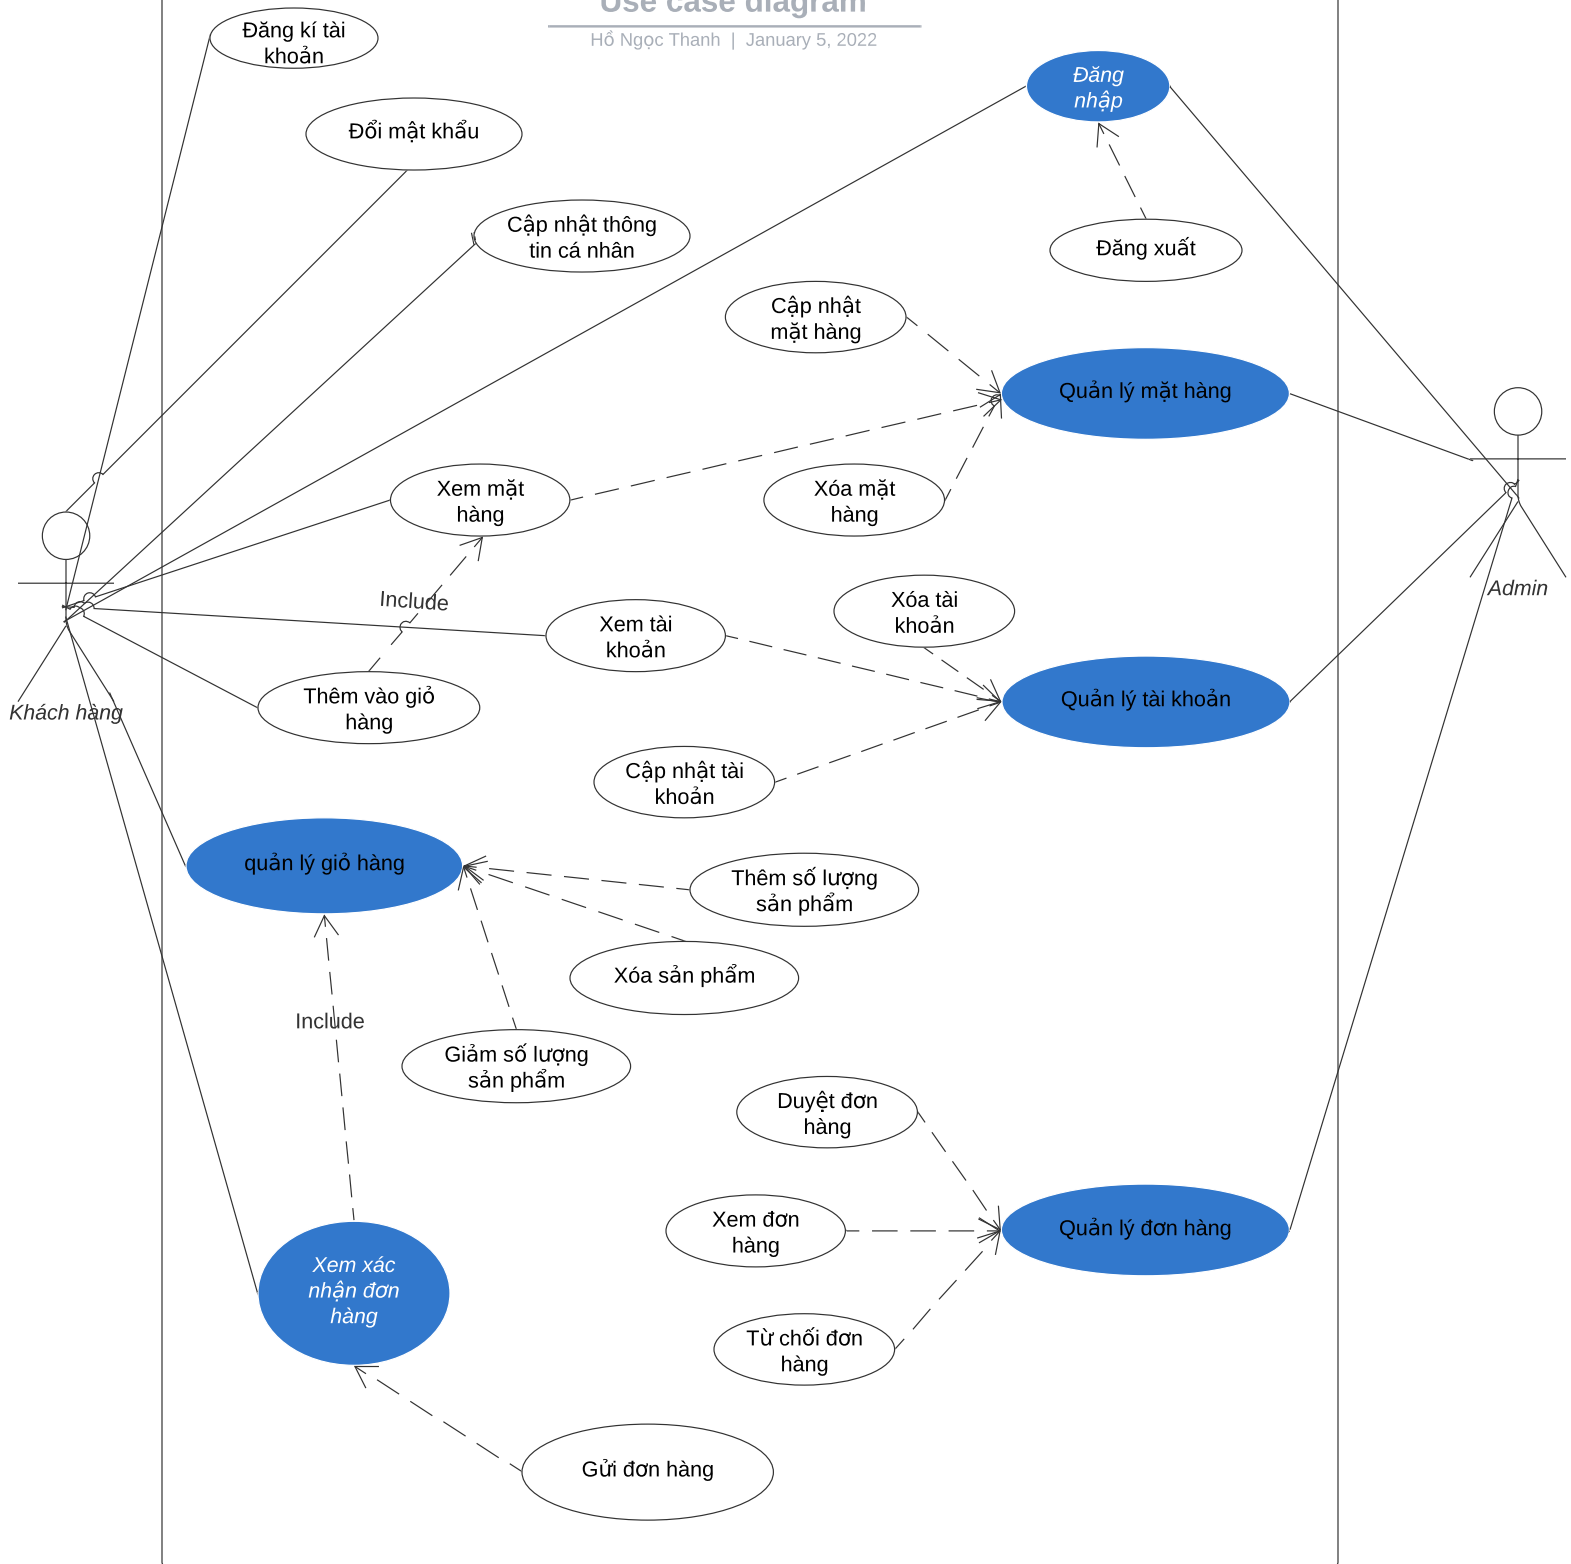 Use case diagram
Hồ Ngọc Thanh | January 5, 2022
Đăng kí tài
khoản
Đăng
nhập
Đổi mật khẩu
Cập nhật thông
tin cá nhân
Đăng xuất
Cập nhật
mặt hàng
Quản lý mặt hàng
Xem mặt
hàng
Xóa mặt
hàng
Include
Admin
Xóa tài
khoản
Xem tài
khoản
Thêm vào giỏ
hàng
Khách hàng
Quản lý tài khoản
Cập nhật tài
khoản
quản lý giỏ hàng
Thêm số lượng
sản phẩm
Xóa sản phẩm
Include
Giảm số lượng
sản phẩm
Duyệt đơn
hàng
Xem đơn
hàng
Quản lý đơn hàng
Xem xác
nhận đơn
hàng
Từ chối đơn
hàng
Gửi đơn hàng